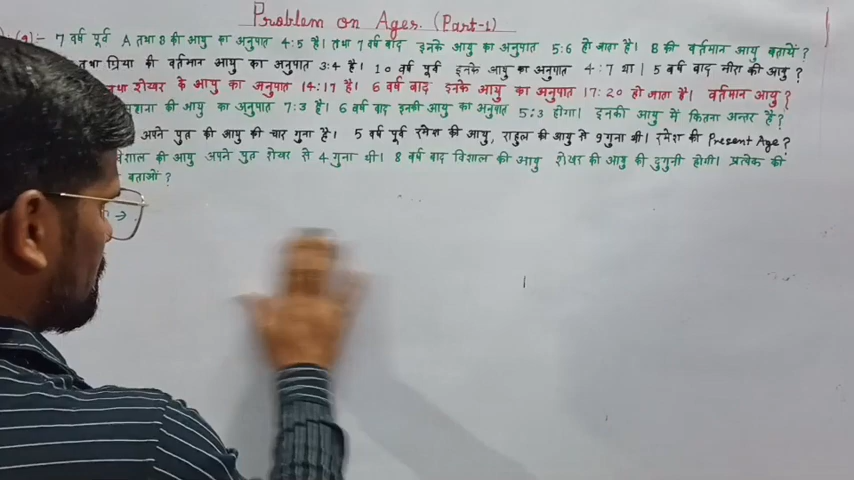 Problem on Ages. (Part-1)
(1):- 7 वर्ष पूर्व A तथा B की आयु का अनुपात 4:5 है। तथा 7 वर्ष बाद इनके आयु का अनुपात 5:6 हो जाता है। B की वर्तमान आयु बतायें?
तथा प्रिया की वर्तमान आयु का अनुपात 3:4 है। 10 वर्ष पूर्व इनके आयु का अनुपात 4:7 था। 5 वर्ष बाद मीरा की आयु?
तथा शेखर के आयु का अनुपात 14:17 है। 6 वर्ष बाद इनके आयु का अनुपात 17:20 हो जाता है। वर्तमान आयु?
की आयु का अनुपात 7:3 है। 6 वर्ष बाद इनकी आयु का अनुपात 5:3 होगा। इनकी आयु में कितना अन्तर है?
अपने पुत्र की आयु की चार गुना है। 5 वर्ष पूर्व रमेश की आयु, राहुल की आयु से 9 गुना थी। रमेश की Present Age?
विशाल की आयु अपने पुत्र शेखर से 4 गुना थी। 8 वर्ष बाद विशाल की आयु शेखर की आयु की दुगुनी होगी। प्रत्येक की
बताओ?